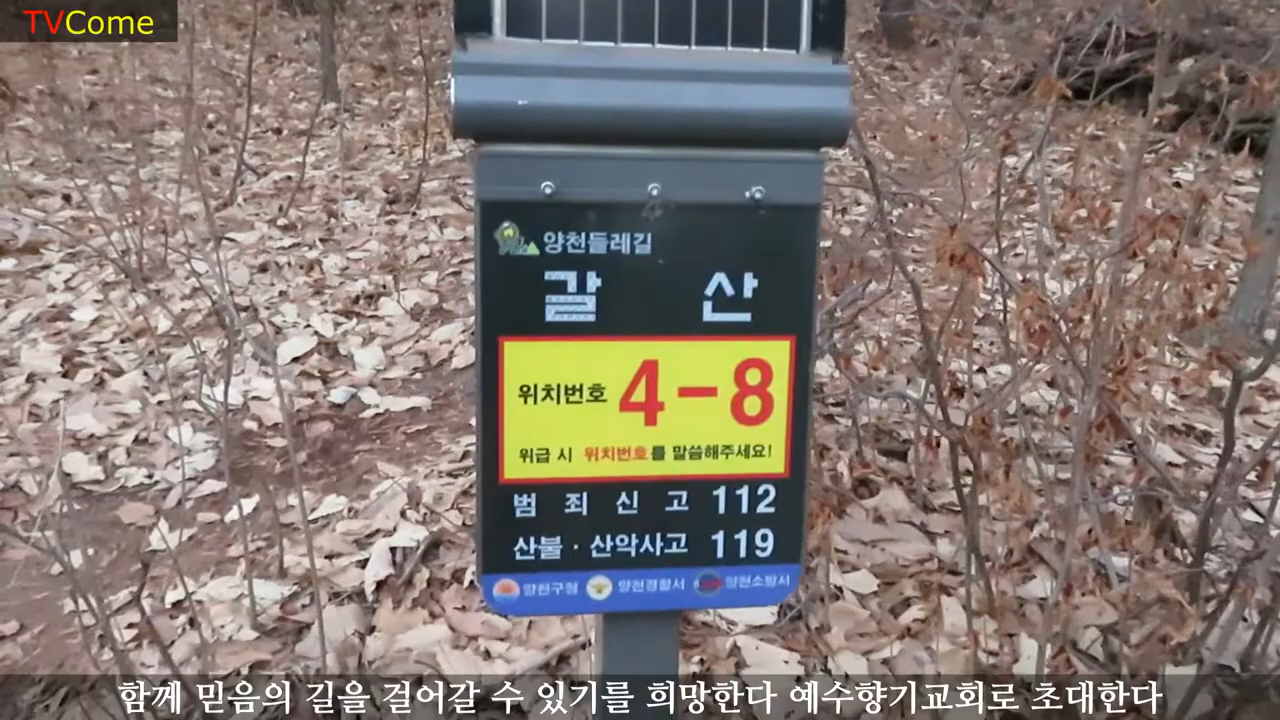 TVCome
양천둘레길
갈 산
위치번호 4-8
위급 시 위치번호를 말씀해주세요!
범 죄 신 고 112
산불·산악사고 119
양천구청 양천경찰서 양천소방서
함께 믿음의 길을 걸어갈 수 있기를 희망한다 예수향기교회로 초대한다